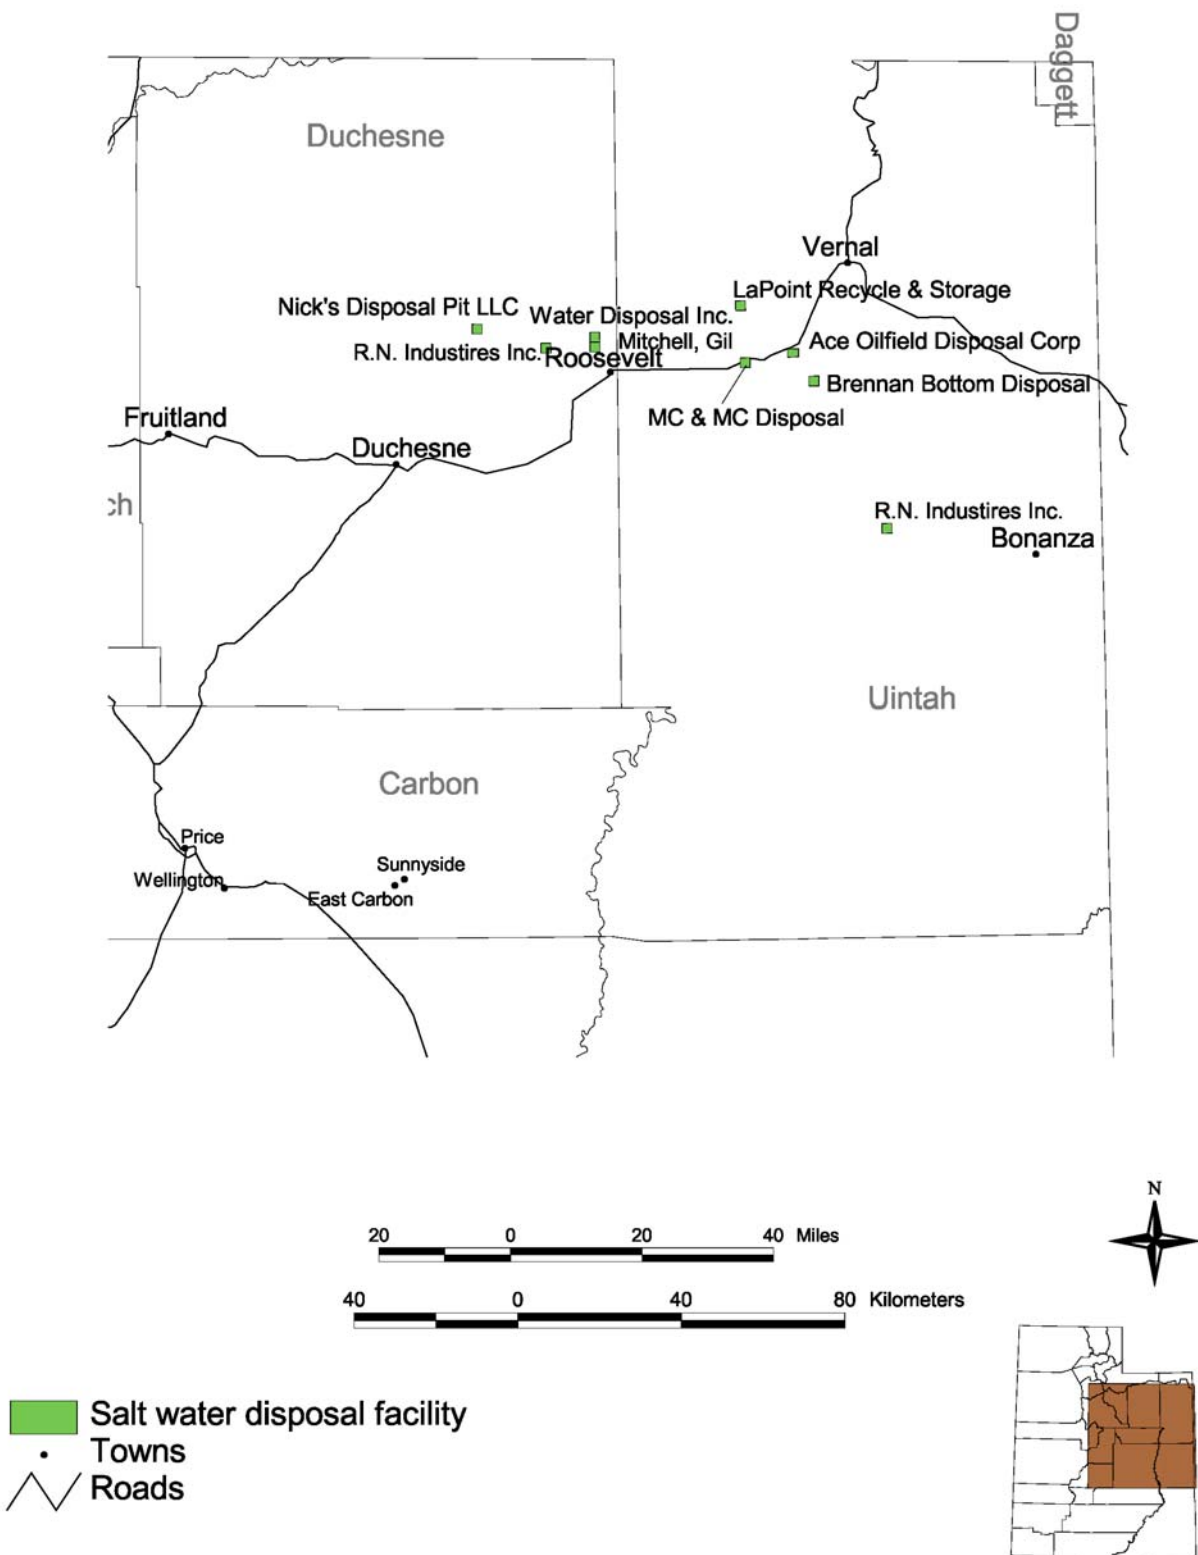 Daggett
Duchesne
Vernal
LaPoint Recycle & Storage
Nick's Disposal Pit LLC
Water Disposal Inc.
Mitchell, Gil
Ace Oilfield Disposal Corp
R.N. Industires Inc.
Roosevelt
Brennan Bottom Disposal
MC & MC Disposal
Fruitland
Duchesne
ch
R.N. Industires Inc.
Bonanza
Uintah
Carbon
Price
Sunnyside
Wellington
East Carbon
N
20 0 20 40 Miles
40 0 40 80 Kilometers
Salt water disposal facility
Towns
Roads